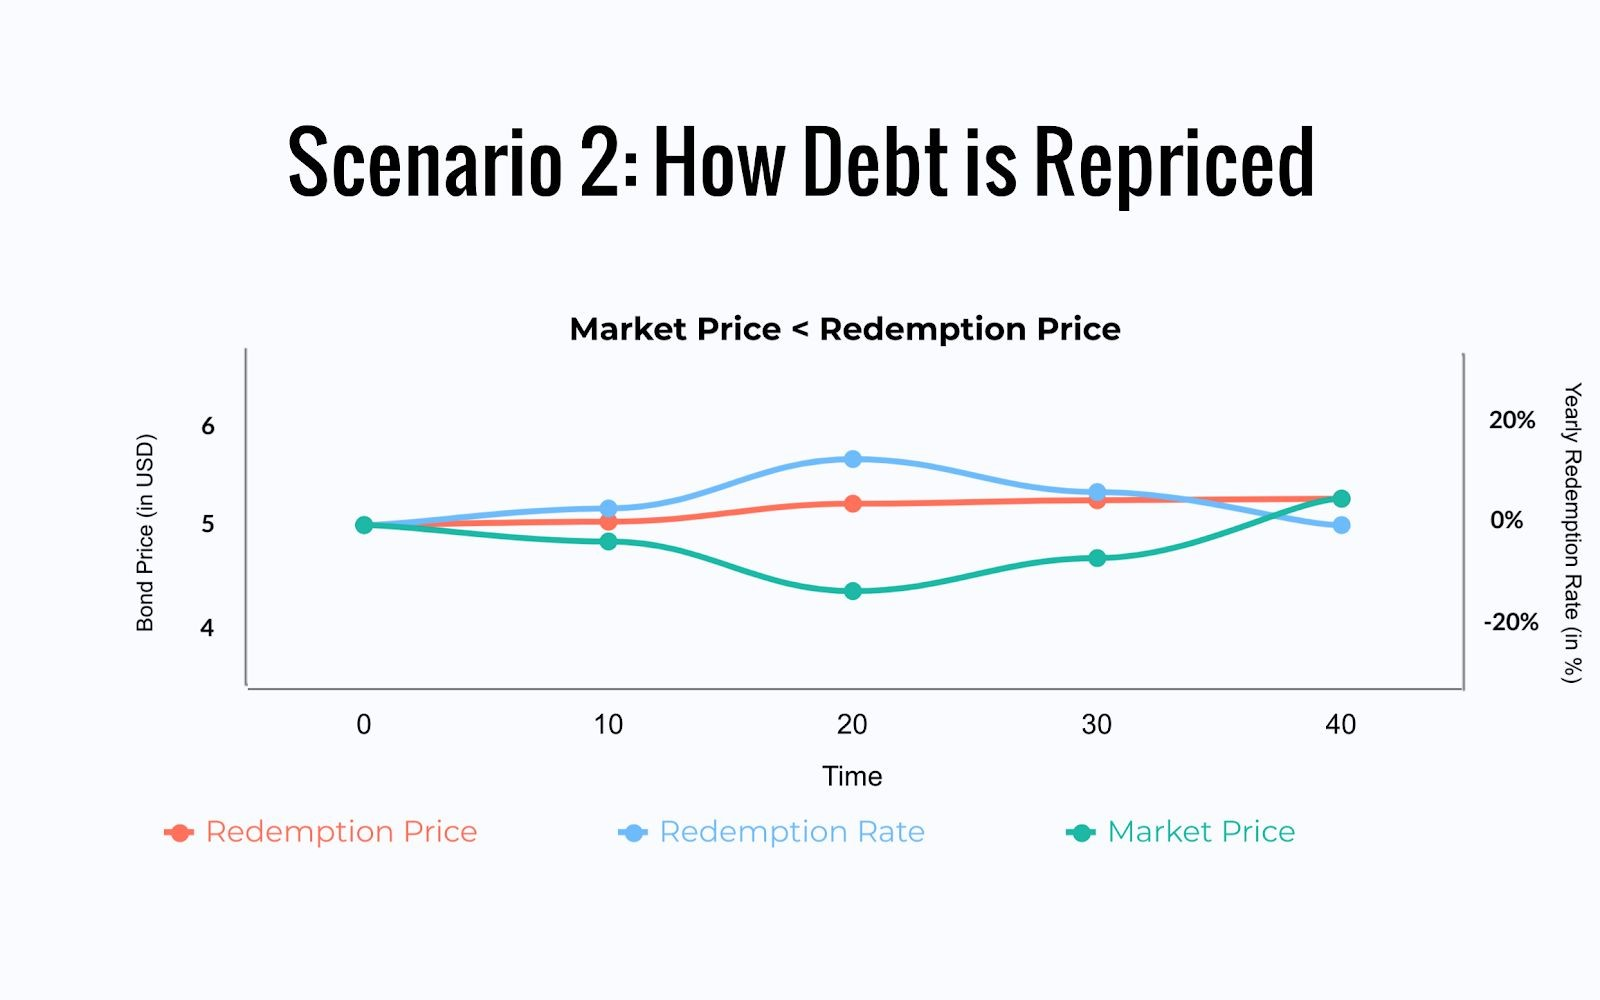 Scenario 2: How Debt is Repriced
Market Price < Redemption Price
6
5
4
Bond Price (in USD)
20%
0%
-20%
Yearly Redemption Rate (in %)
0 10 20 30 40
Time
Redemption Price Redemption Rate Market Price